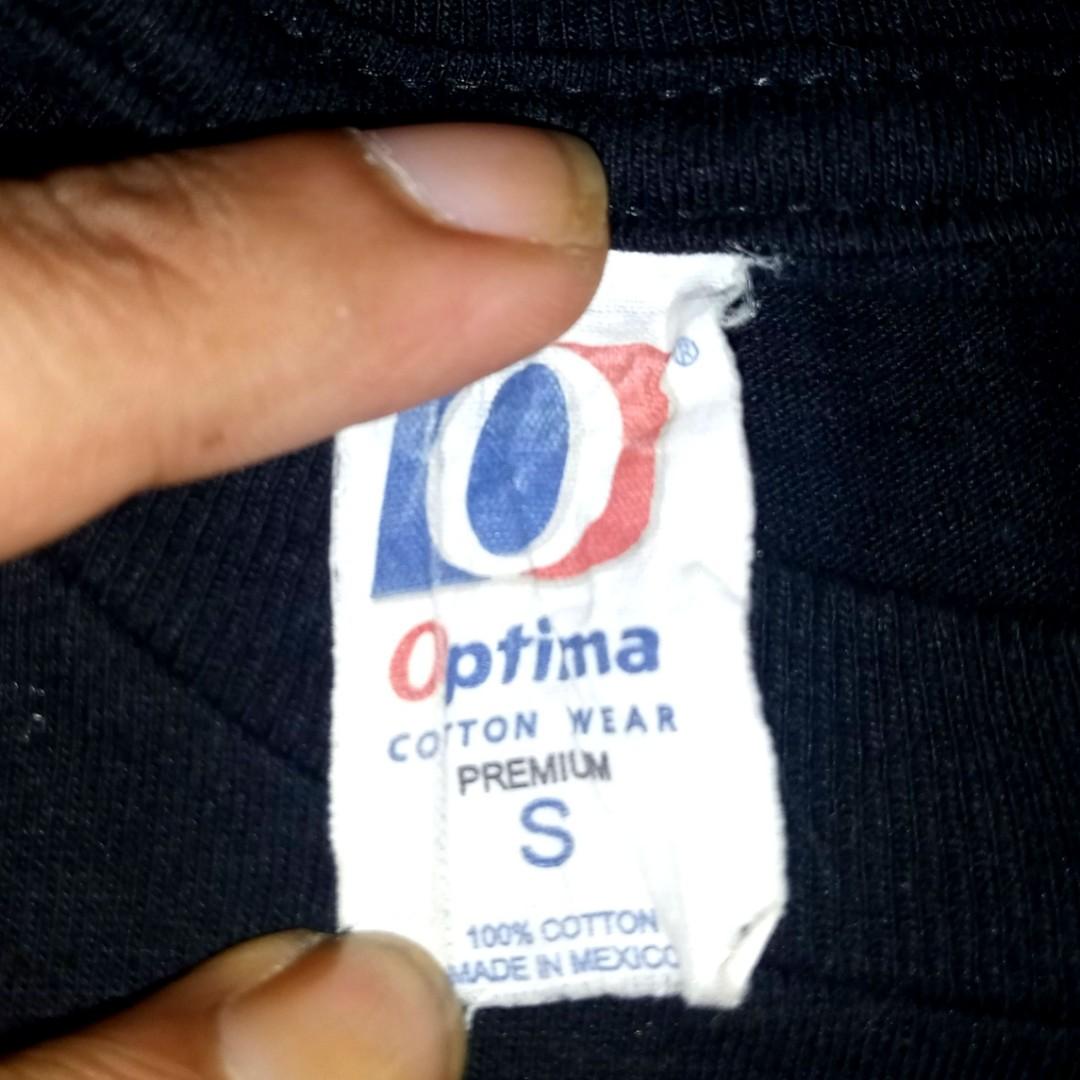 O
®
Optima
COTTON WEAR
PREMIUM
S
100% COTTON
MADE IN MEXICO